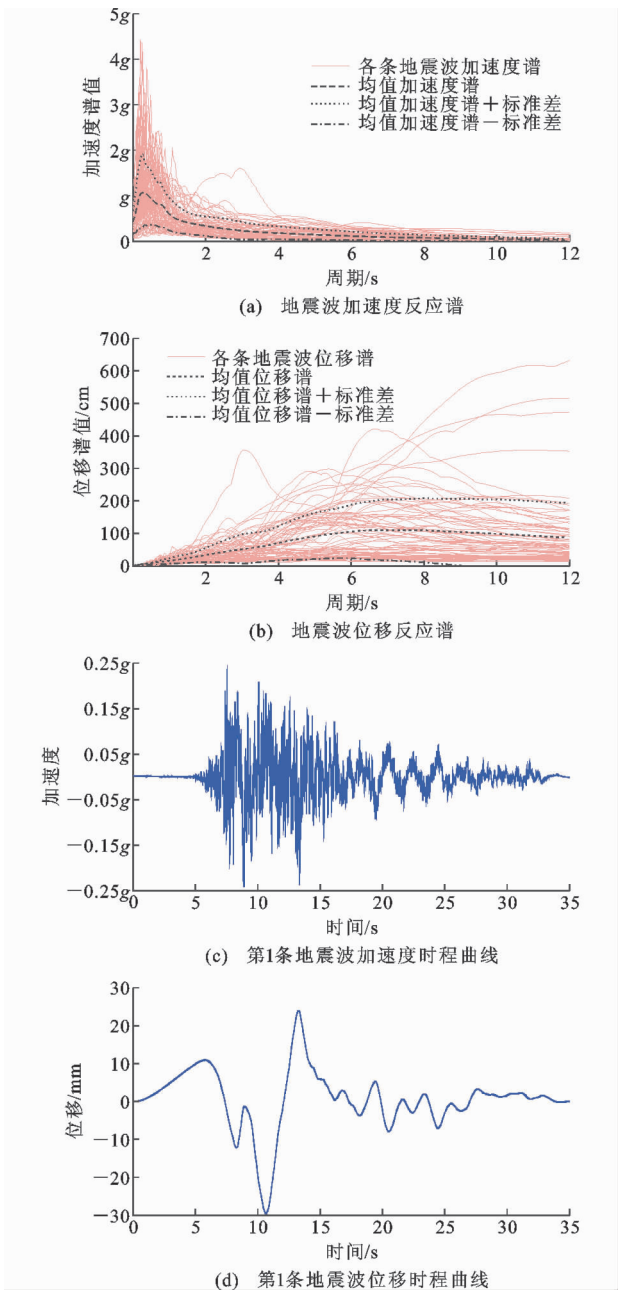 5g
4g
3g
2g
g
0
加速度谱值
各条地震波加速度谱
均值加速度谱
均值加速度谱＋标准差
均值加速度谱－标准差
2 4 6 8 10 12
周期/s
(a) 地震波加速度反应谱
700
600
500
400
300
200
100
0
位移谱值/cm
各条地震波位移谱
均值位移谱
均值位移谱＋标准差
均值位移谱－标准差
2 4 6 8 10 12
周期/s
(b) 地震波位移反应谱
0.25g
0.15g
0.05g
−0.05g
−0.15g
−0.25g
加速度
0 5 10 15 20 25 30 35
时间/s
(c) 第1条地震波加速度时程曲线
30
20
10
0
−10
−20
−30
位移/mm
0 5 10 15 20 25 30 35
时间/s
(d) 第1条地震波位移时程曲线